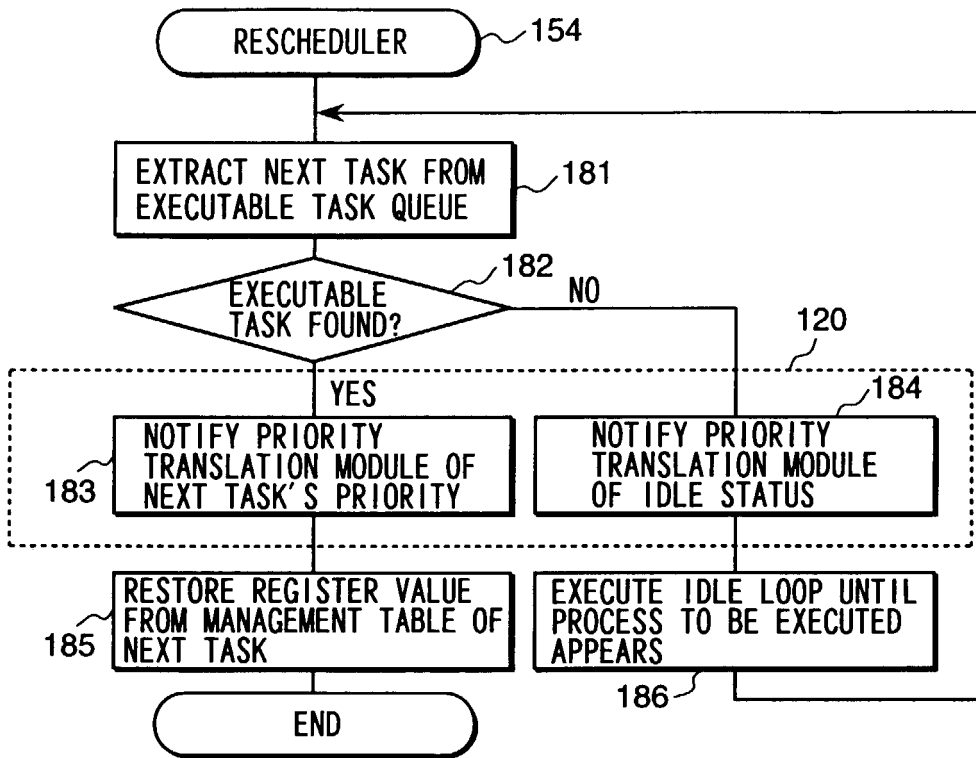 RESCHEDULER
154
EXTRACT NEXT TASK FROM
EXECUTABLE TASK QUEUE
181
EXECUTABLE
TASK FOUND?
182
NO
120
YES
184
NOTIFY PRIORITY
TRANSLATION MODULE OF
NEXT TASK'S PRIORITY
183
NOTIFY PRIORITY
TRANSLATION MODULE
OF IDLE STATUS
RESTORE REGISTER VALUE
FROM MANAGEMENT TABLE OF
NEXT TASK
185
EXECUTE IDLE LOOP UNTIL
PROCESS TO BE EXECUTED
APPEARS
186
END